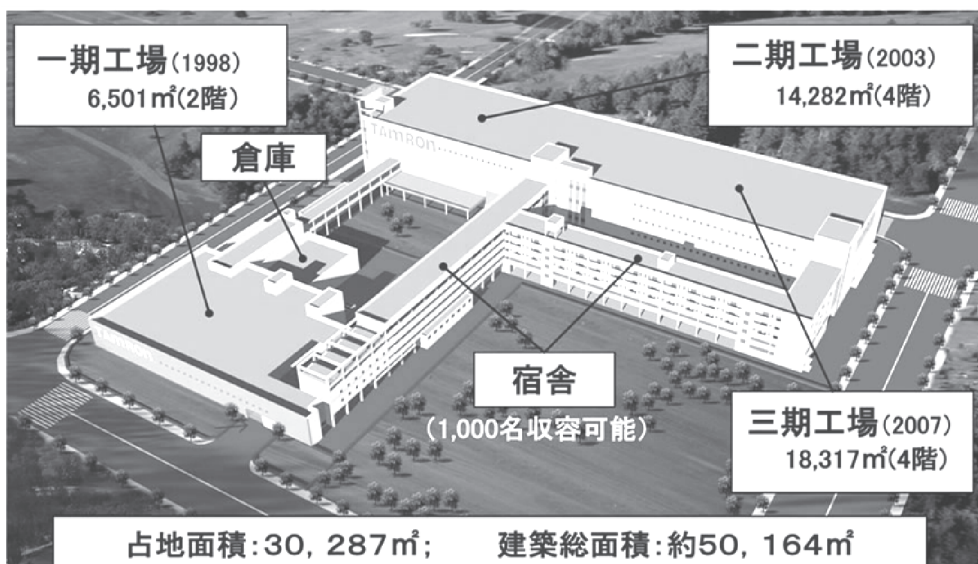 一期工場(1998)
6,501㎡(2階)
二期工場(2003)
14,282㎡(4階)
倉庫
TAMRON
TAMRON
宿舎
(1,000名収容可能)
三期工場(2007)
18,317㎡(4階)
占地面積:30, 287㎡;　建築総面積:約50, 164㎡